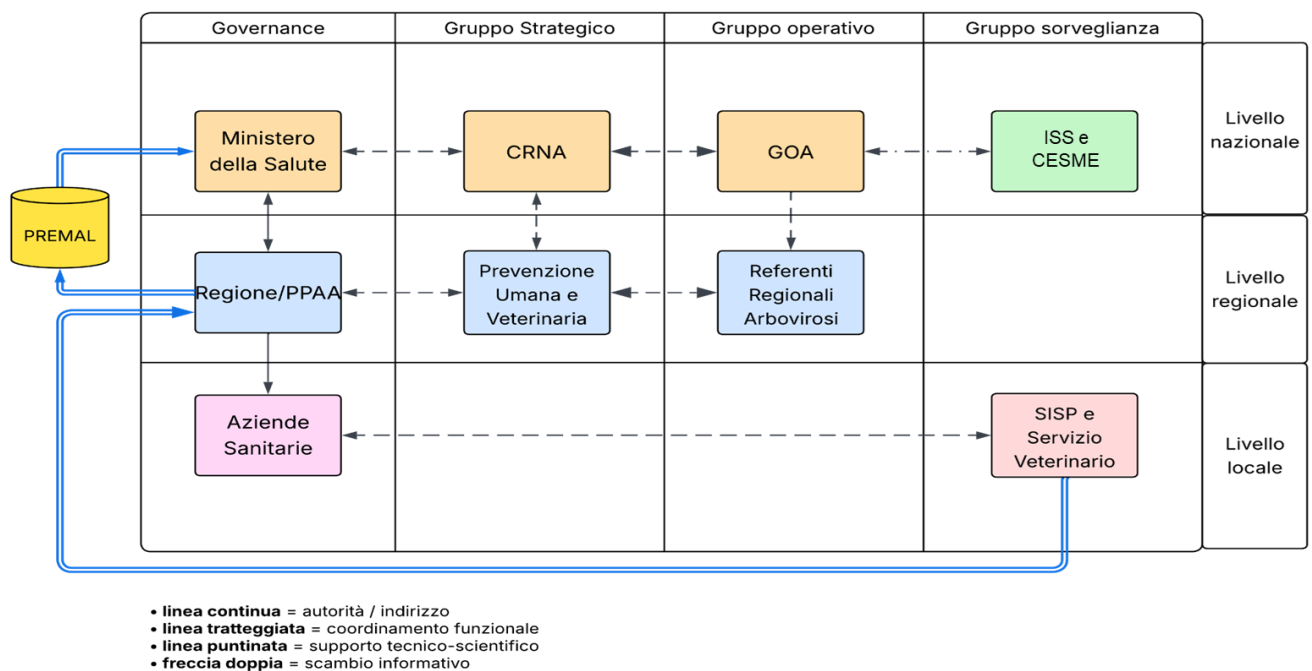 Governance
Gruppo Strategico
Gruppo operativo
Gruppo sorveglianza
Ministero
della Salute
CRNA
GOA
ISS e
CESME
Livello
nazionale
PREMAL
Regione/PPAA
Prevenzione
Umana e
Veterinaria
Referenti
Regionali
Arbovirosi
Livello
regionale
Aziende
Sanitarie
SISP e
Servizio
Veterinario
Livello
locale
• linea continua = autorità / indirizzo
• linea tratteggiata = coordinamento funzionale
• linea puntinata = supporto tecnico-scientifico
• freccia doppia = scambio informativo